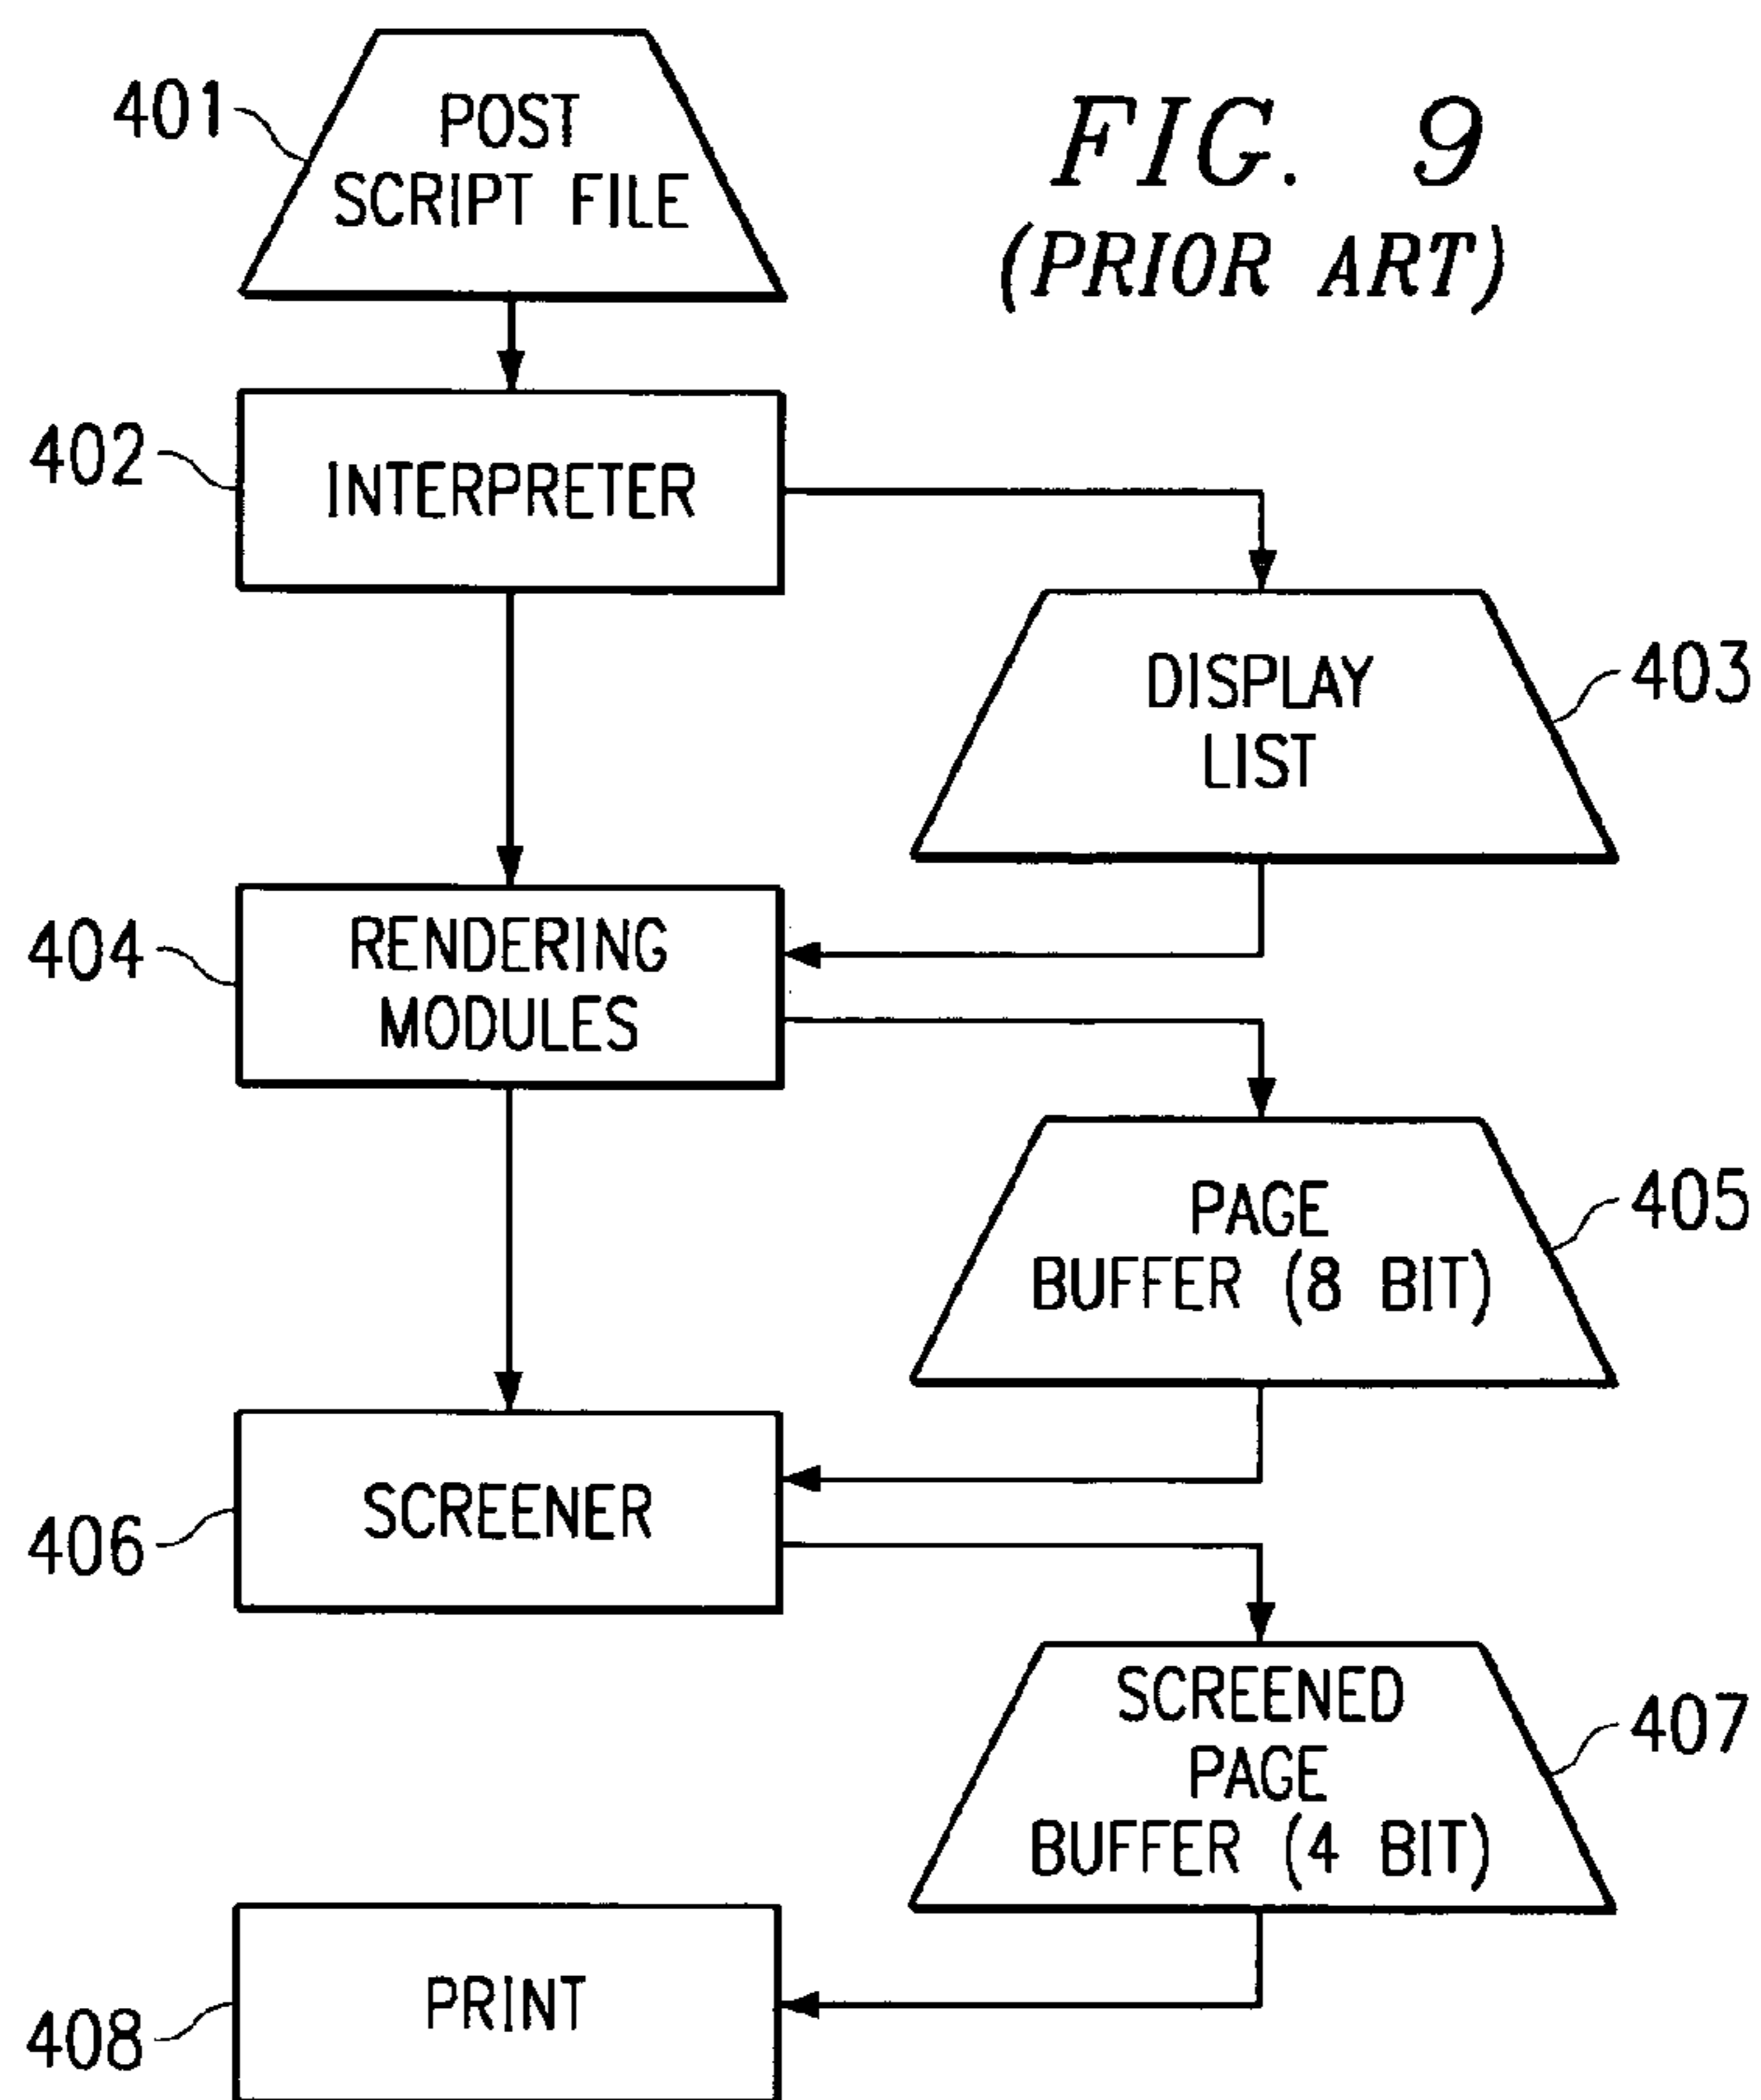 401
POST
SCRIPT FILE
FIG. 9
(PRIOR ART)
402
INTERPRETER
DISPLAY
LIST
403
404
RENDERING
MODULES
PAGE
BUFFER (8 BIT)
405
406
SCREENER
SCREENED
PAGE
BUFFER (4 BIT)
407
408
PRINT